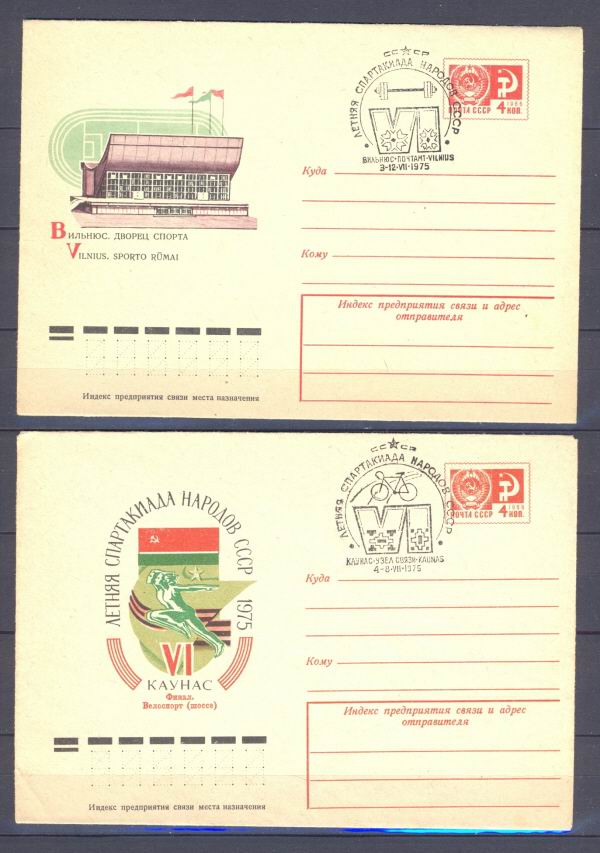 СССР
ЛЕТНЯЯ СПАРТАКИАДА НАРОДОВ СССР
VI
ВИЛЬНЮС·ПОЧТАМТ·VILNIUS
3-12·VII·1975
1966
ПОЧТА СССР 4 КОП.
Куда
ВИЛЬНЮС. ДВОРЕЦ СПОРТА
VILNIUS. SPORTO RŪMAI
Кому
Индекс предприятия связи и адрес
отправителя
Индекс предприятия связи места назначения
СССР
ЛЕТНЯЯ СПАРТАКИАДА НАРОДОВ СССР
VI
КАУНАС·УЗЕЛ СВЯЗИ·KAUNAS
4-8·VII·1975
1966
ПОЧТА СССР 4 КОП.
ЛЕТНЯЯ СПАРТАКИАДА НАРОДОВ СССР 1975
VI
КАУНАС
Финал.
Велоспорт (шоссе)
Куда
Кому
Индекс предприятия связи и адрес
отправителя
Индекс предприятия связи места назначения